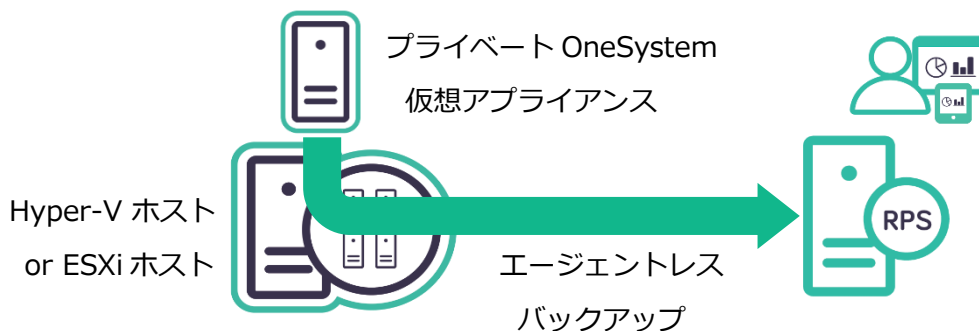 プライベート OneSystem
仮想アプライアンス
Hyper-V ホスト
or ESXi ホスト
RPS
エージェントレス
バックアップ